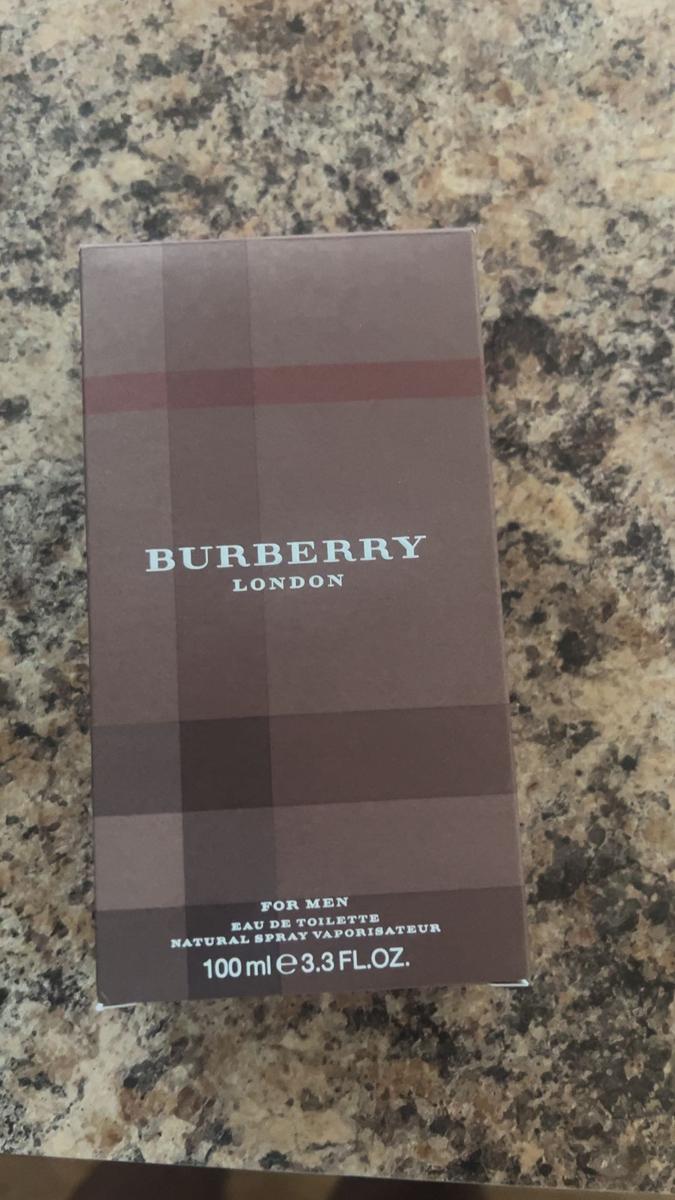 BURBERRY
LONDON
FOR MEN
EAU DE TOILETTE
NATURAL SPRAY VAPORISATEUR
100 ml ℮ 3.3 FL.OZ.